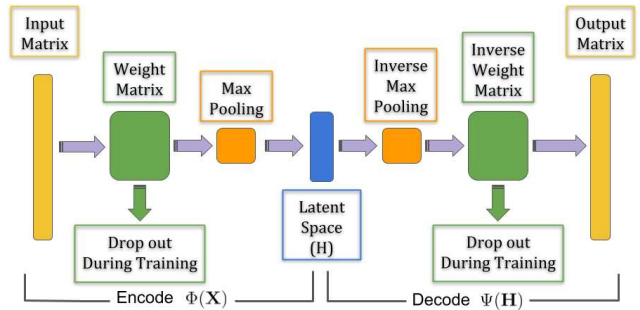 Input
Matrix
Weight
Matrix
Max
Pooling
Inverse
Max
Pooling
Inverse
Weight
Matrix
Output
Matrix
Latent
Space
(H)
Drop out
During Training
Drop out
During Training
Encode Φ(X)
Decode Ψ(H)